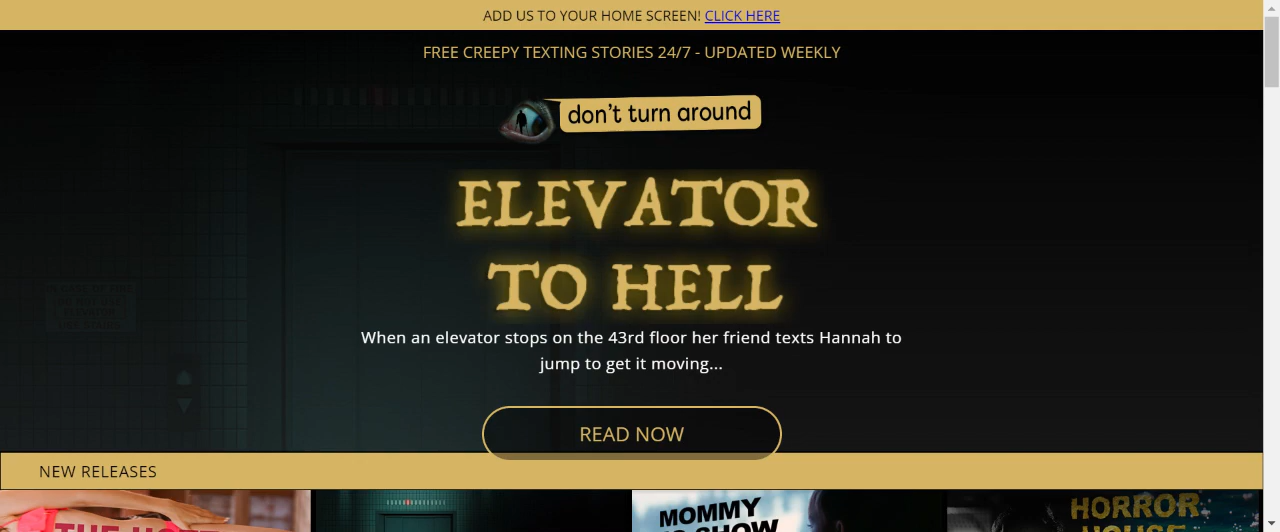 ADD US TO YOUR HOME SCREEN! CLICK HERE
FREE CREEPY TEXTING STORIES 24/7 - UPDATED WEEKLY
don't turn around
ELEVATOR
TO HELL
When an elevator stops on the 43rd floor her friend texts Hannah to
jump to get it moving...
READ NOW
NEW RELEASES
MOMMY
HORROR